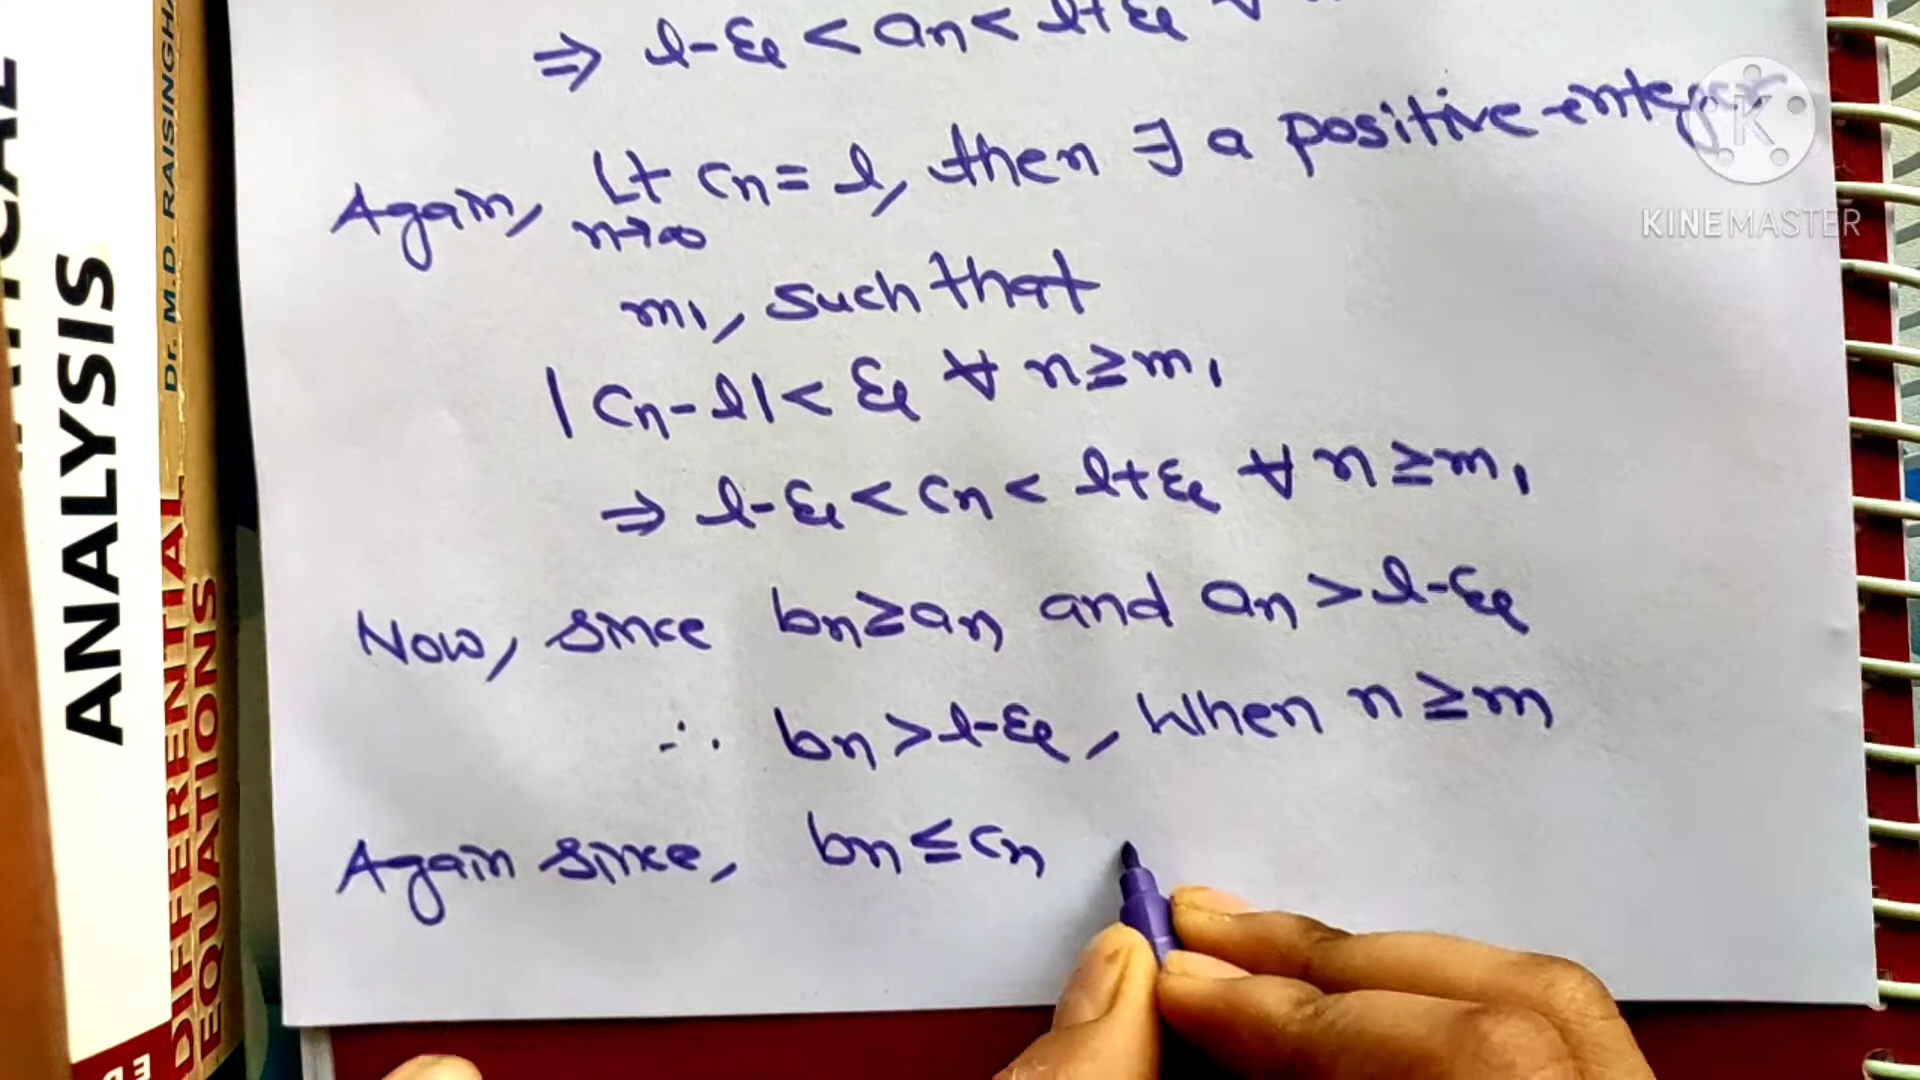 ⇒ l-ε < an < l+ε ∀
Again, Lt n→∞ cn = l, then ∃ a positive integer
m1, such that
|cn-l| < ε ∀ n ≥ m1
⇒ l-ε < cn < l+ε ∀ n ≥ m1
Now, since bn ≥ an and an > l-ε
∴ bn > l-ε, when n ≥ m
Again since, bn ≤ cn
KINEMASTER
ANALYSIS
Dr. M.D. RAISINGHA
DIFFERENTIAL
EQUATIONS